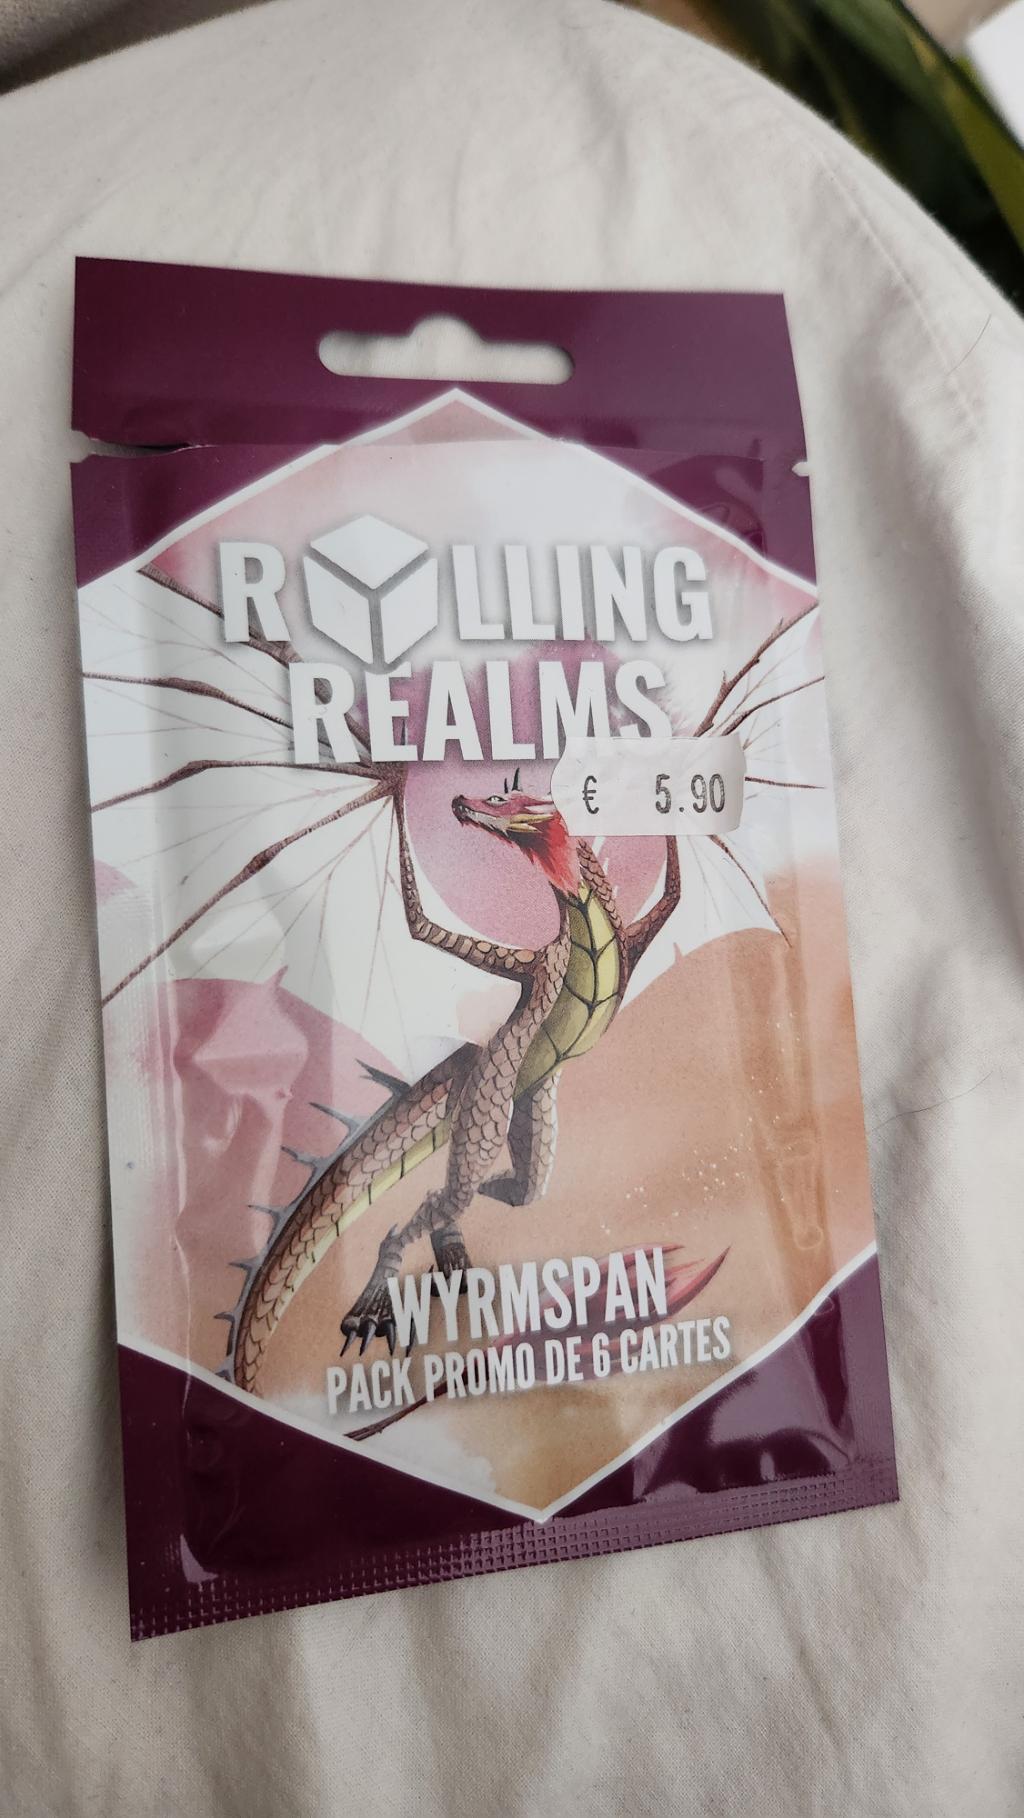 ROLLING
REALMS
€ 5.90
WYRMSPAN
PACK PROMO DE 6 CARTES